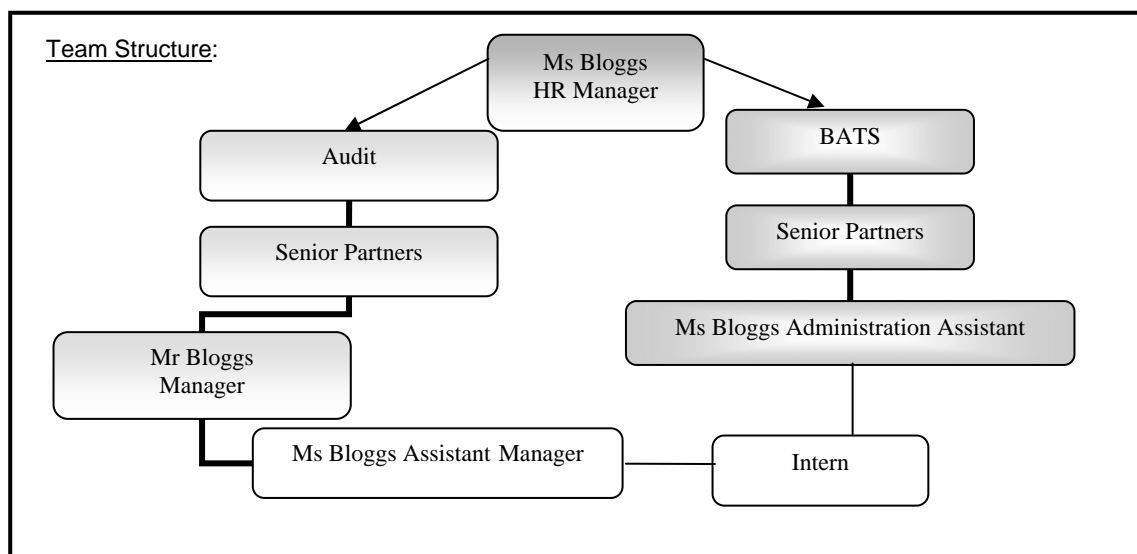 Team Structure:
Ms Bloggs
HR Manager
Audit
BATS
Senior Partners
Senior Partners
Ms Bloggs Administration Assistant
Mr Bloggs
Manager
Ms Bloggs Assistant Manager
Intern